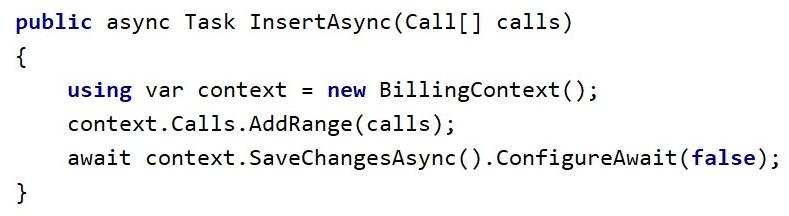 public async Task InsertAsync(Call[] calls)
{
    using var context = new BillingContext();
    context.Calls.AddRange(calls);
    await context.SaveChangesAsync().ConfigureAwait(false);
}